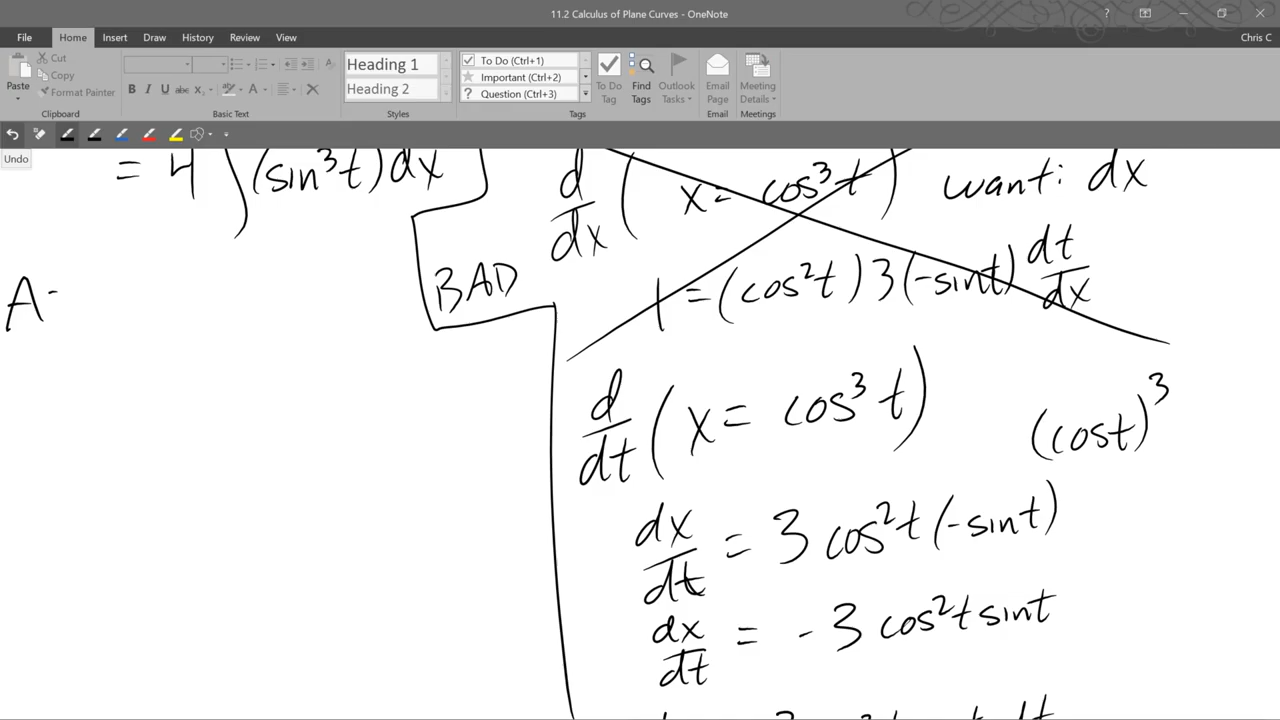 11.2 Calculus of Plane Curves - OneNote
? Chris C
File Home Insert Draw History Review View
Paste
Cut
Copy
Format Painter
Clipboard
B I U abc x₂ A
Basic Text
Heading 1
Heading 2
Styles
To Do (Ctrl+1)
Important (Ctrl+2)
? Question (Ctrl+3)
To Do Tag
Find Tags
Outlook Tasks
Tags
Email Page
Email
Meeting Details
Meetings
Undo
= 4 ∫ (sin³t) dx
d/dx ( x = cos³t )
want: dx
BAD
1 = (cos²t) 3 (-sint) dt/dx
A
d/dt ( x = cos³ t )
(cost)³
dx/dt = 3 cos²t (-sint)
dx/dt = - 3 cos²t sint